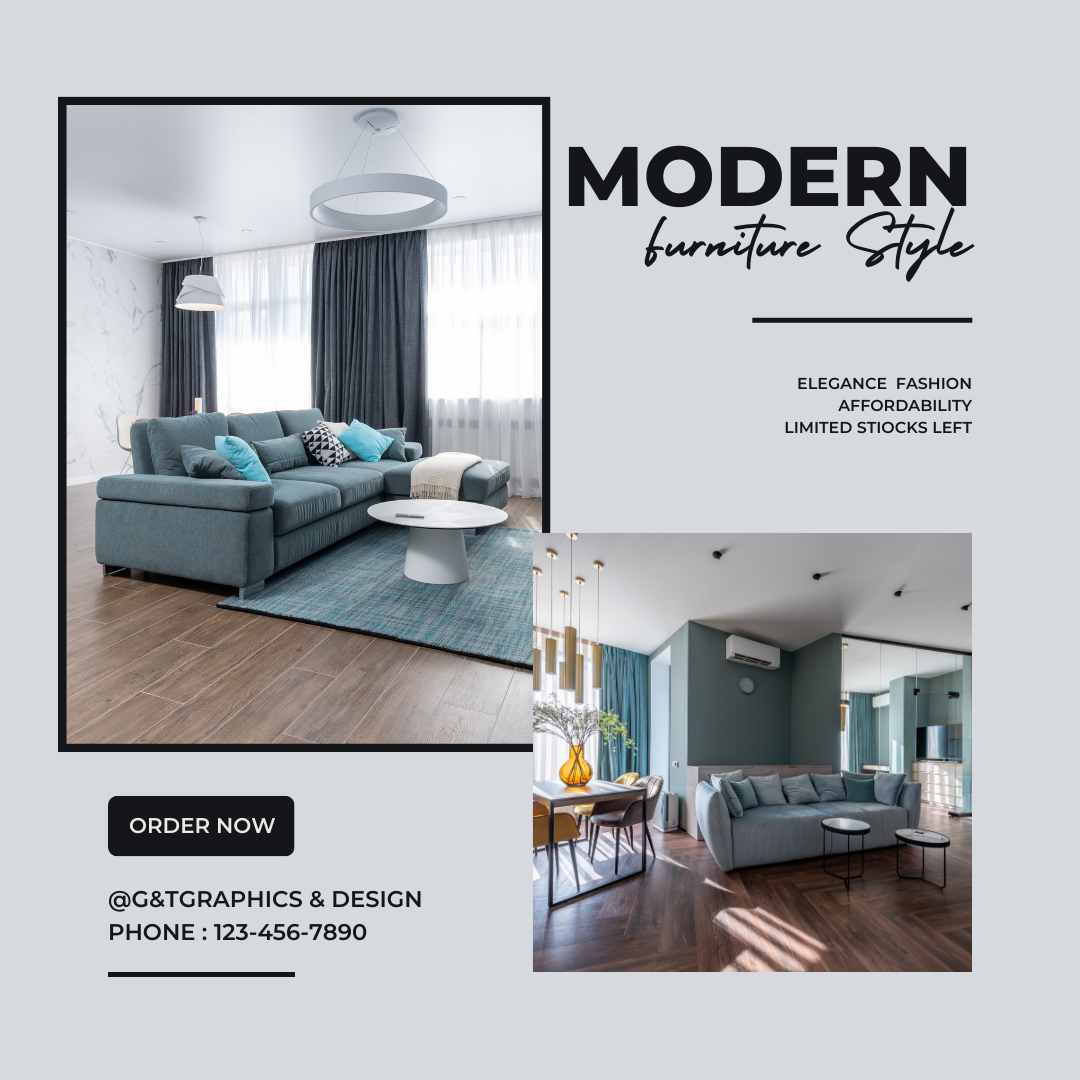 MODERN
furniture Style
ELEGANCE FASHION
AFFORDABILITY
LIMITED STIOCKS LEFT
ORDER NOW
@G&TGRAPHICS & DESIGN
PHONE : 123-456-7890